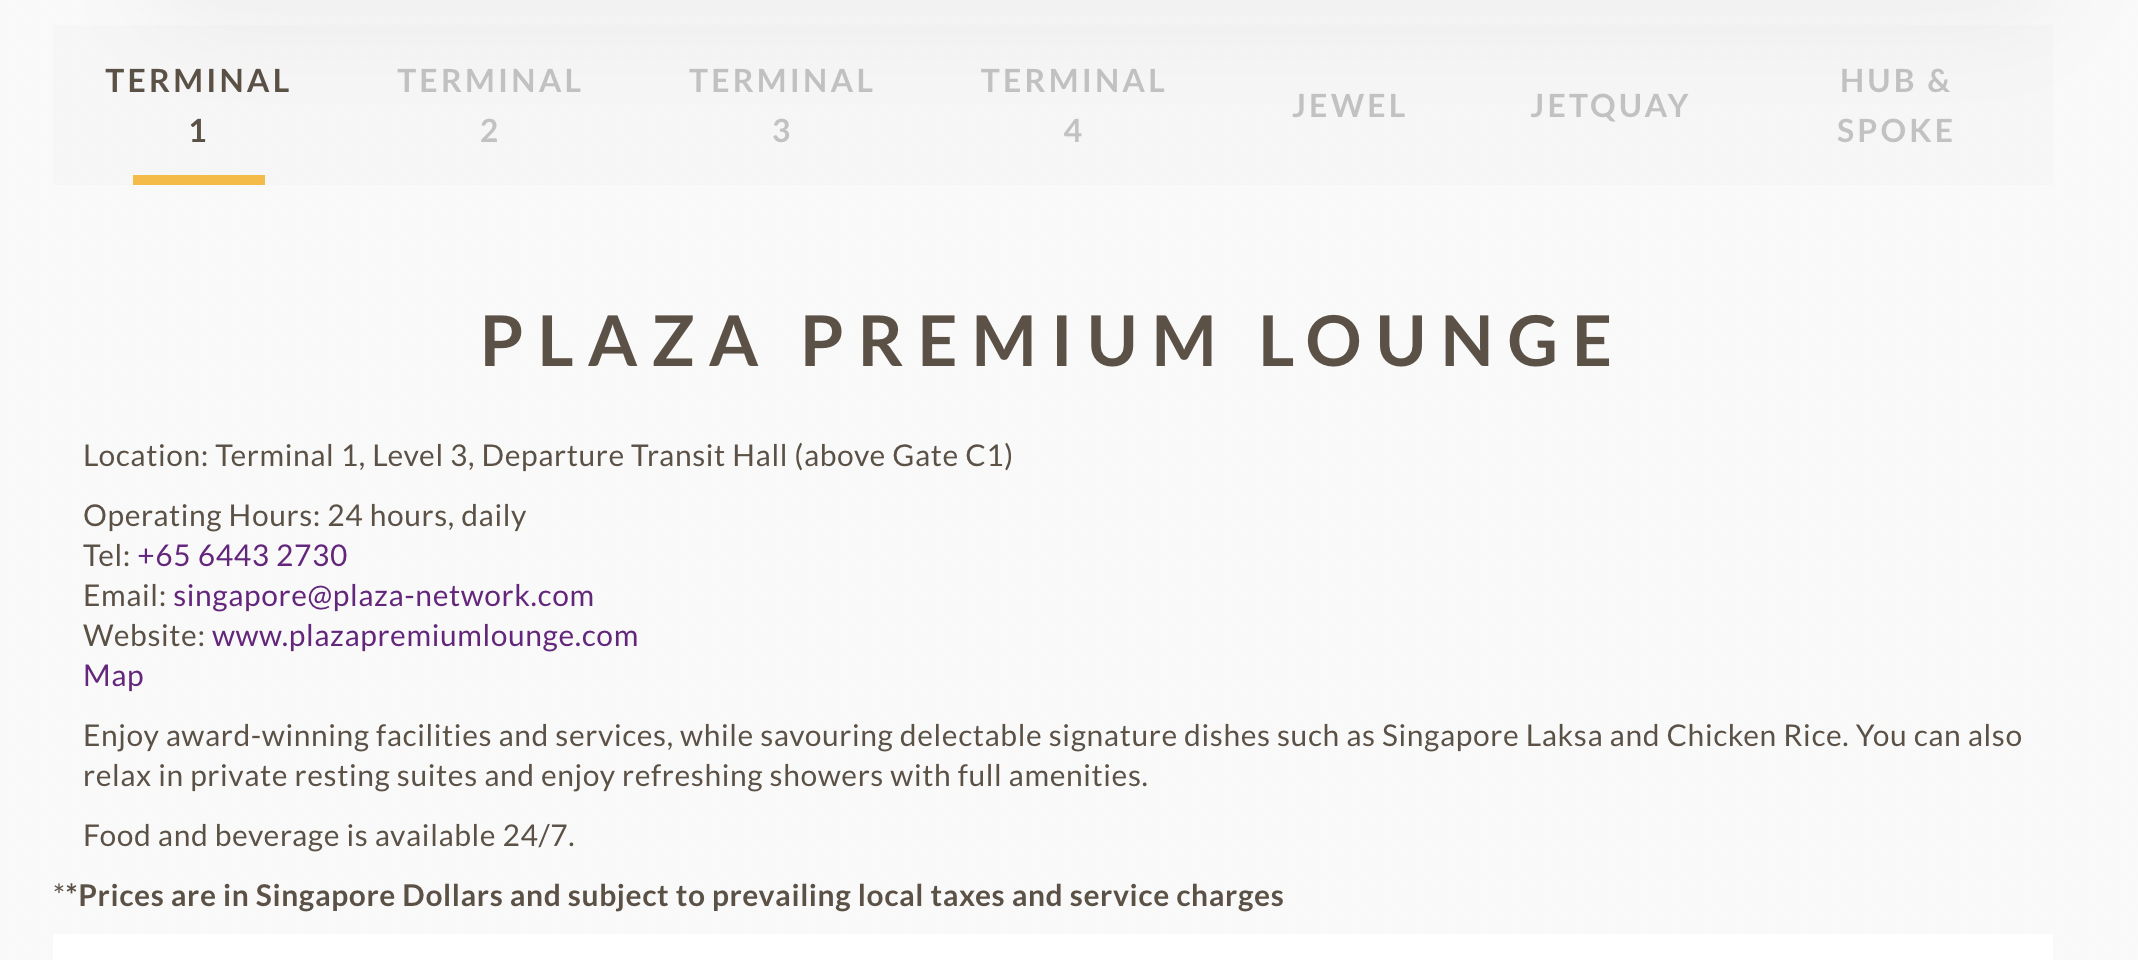 TERMINAL
1
TERMINAL
2
TERMINAL
3
TERMINAL
4
JEWEL
JETQUAY
HUB &
SPOKE
PLAZA PREMIUM LOUNGE
Location: Terminal 1, Level 3, Departure Transit Hall (above Gate C1)
Operating Hours: 24 hours, daily
Tel: +65 6443 2730
Email: singapore@plaza-network.com
Website: www.plazapremiumlounge.com
Map
Enjoy award-winning facilities and services, while savouring delectable signature dishes such as Singapore Laksa and Chicken Rice. You can also
relax in private resting suites and enjoy refreshing showers with full amenities.
Food and beverage is available 24/7.
**Prices are in Singapore Dollars and subject to prevailing local taxes and service charges